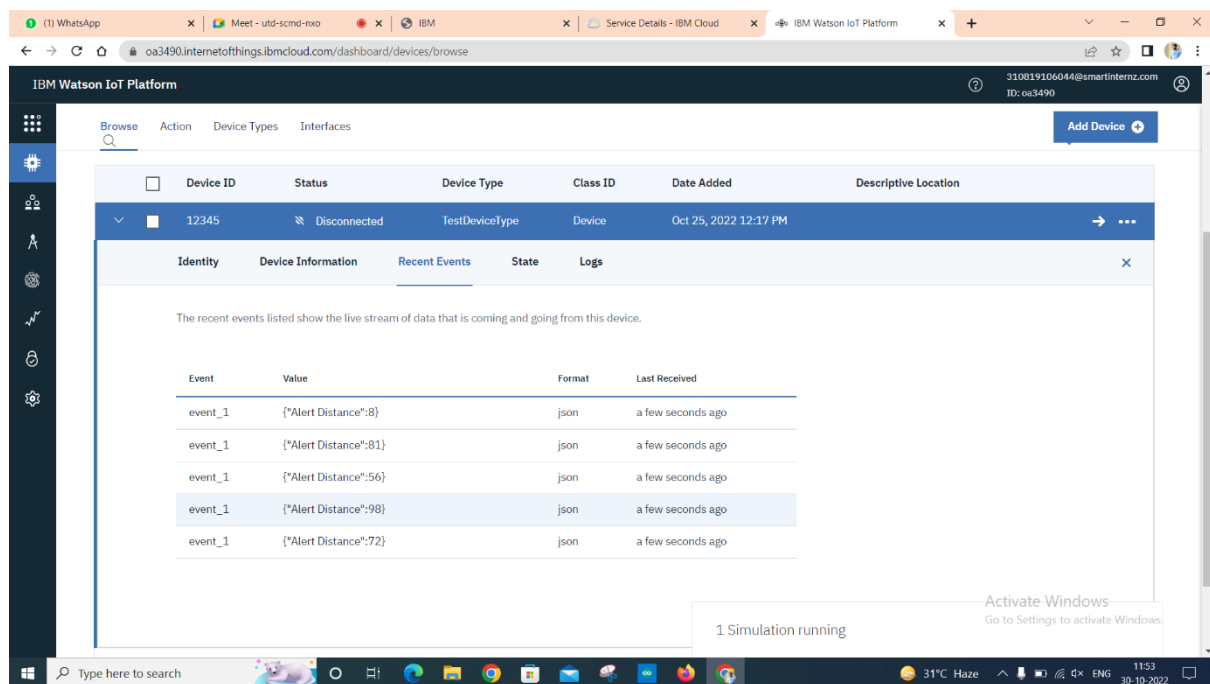 (1) WhatsApp Meet - utd-scmd-nxo IBM Service Details - IBM Cloud IBM Watson IoT Platform
oa3490.internetofthings.ibmcloud.com/dashboard/devices/browse
IBM Watson IoT Platform
310819106044@smartinternz.com
ID: oa3490
Browse Action Device Types Interfaces
Add Device
Device ID Status Device Type Class ID Date Added Descriptive Location
12345 Disconnected TestDeviceType Device Oct 25, 2022 12:17 PM
Identity Device Information Recent Events State Logs
The recent events listed show the live stream of data that is coming and going from this device.
Event Value Format Last Received
event_1 {"Alert Distance":8} json a few seconds ago
event_1 {"Alert Distance":81} json a few seconds ago
event_1 {"Alert Distance":56} json a few seconds ago
event_1 {"Alert Distance":98} json a few seconds ago
event_1 {"Alert Distance":72} json a few seconds ago
Activate Windows
Go to Settings to activate Windows.
1 Simulation running
Type here to search
31°C Haze ENG 11:53
30-10-2022